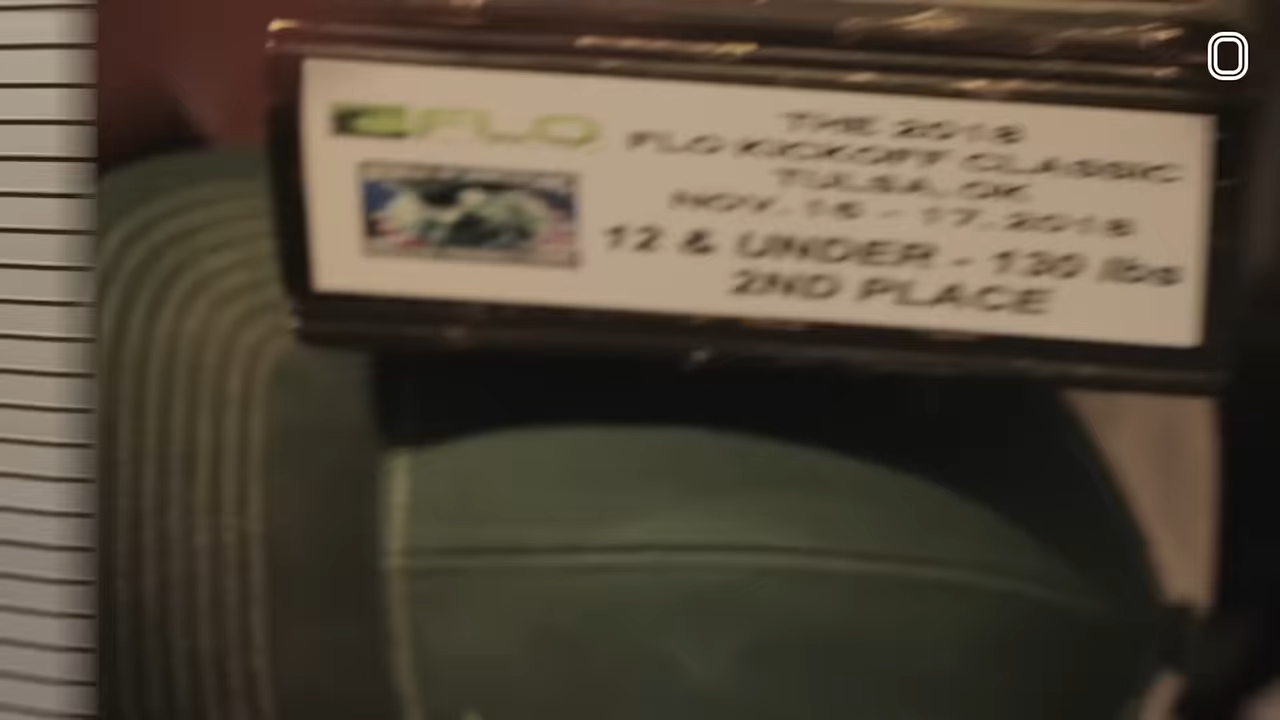 FLO
THE 2018
FLO KICKOFF CLASSIC
TULSA, OK
NOV. 16 - 17, 2018
12 & UNDER - 130 lbs
2ND PLACE